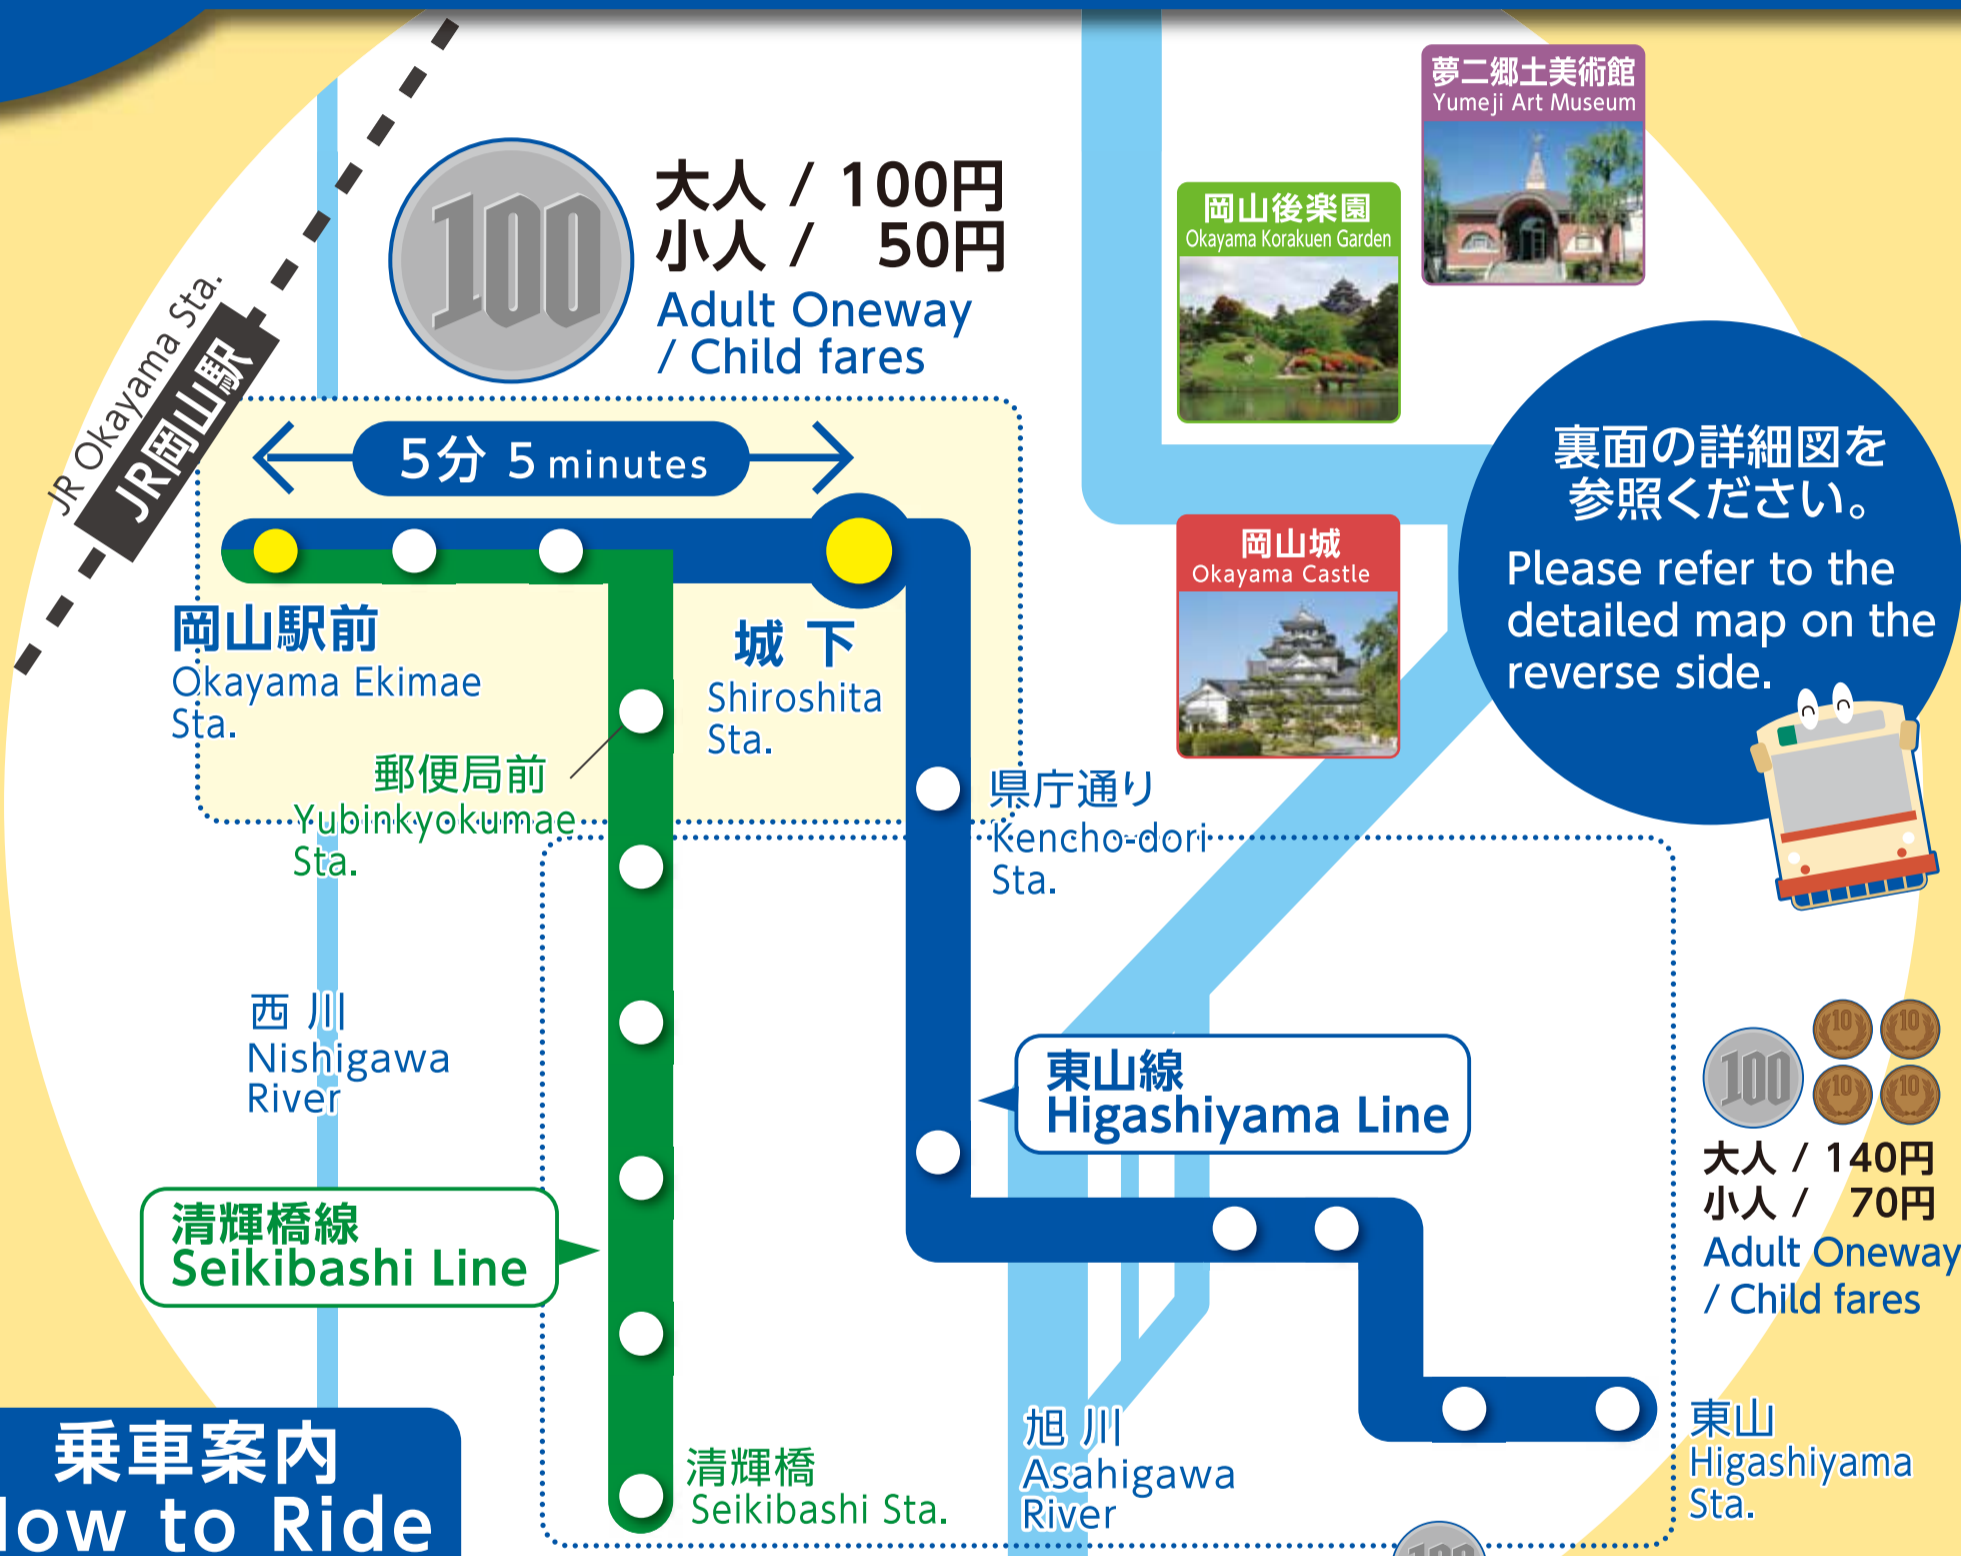 夢二郷土美術館
Yumeji Art Museum
100
大人 / 100円
小人 / 50円
Adult Oneway
/ Child fares
岡山後楽園
Okayama Korakuen Garden
JR Okayama Sta.
JR岡山駅
5分 5 minutes
裏面の詳細図を
参照ください。
Please refer to the
detailed map on the
reverse side.
岡山城
Okayama Castle
岡山駅前
Okayama Ekimae
Sta.
城下
Shiroshita
Sta.
郵便局前
Yubinkyokumae
Sta.
県庁通り
Kencho-dori
Sta.
西川
Nishigawa
River
東山線
Higashiyama Line
100
10
10
10
10
大人 / 140円
小人 / 70円
Adult Oneway
/ Child fares
清輝橋線
Seikibashi Line
清輝橋
Seikibashi Sta.
旭川
Asahigawa
River
東山
Higashiyama
Sta.
乗車案内
How to Ride
100